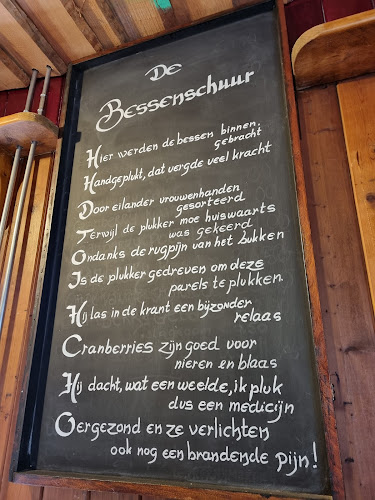 De
Bessenschuur
Hier werden de bessen binnen.
gebracht
Handgeplukt, dat vergde veel kracht
Door eilander vrouwenhanden
gesorteerd
Terwijl de plukker moe huiswaarts
was gekeerd
Ondanks de rugpijn van het bukken
Is de plukker gedreven om deze
parels te plukken.
Hij las in de krant een bijzonder
relaas
Cranberries zijn goed voor
nieren en blaas
Hij dacht, wat een weelde, ik pluk
dus een medicijn
Oergezond en ze verlichten
ook nog een brandende pijn!